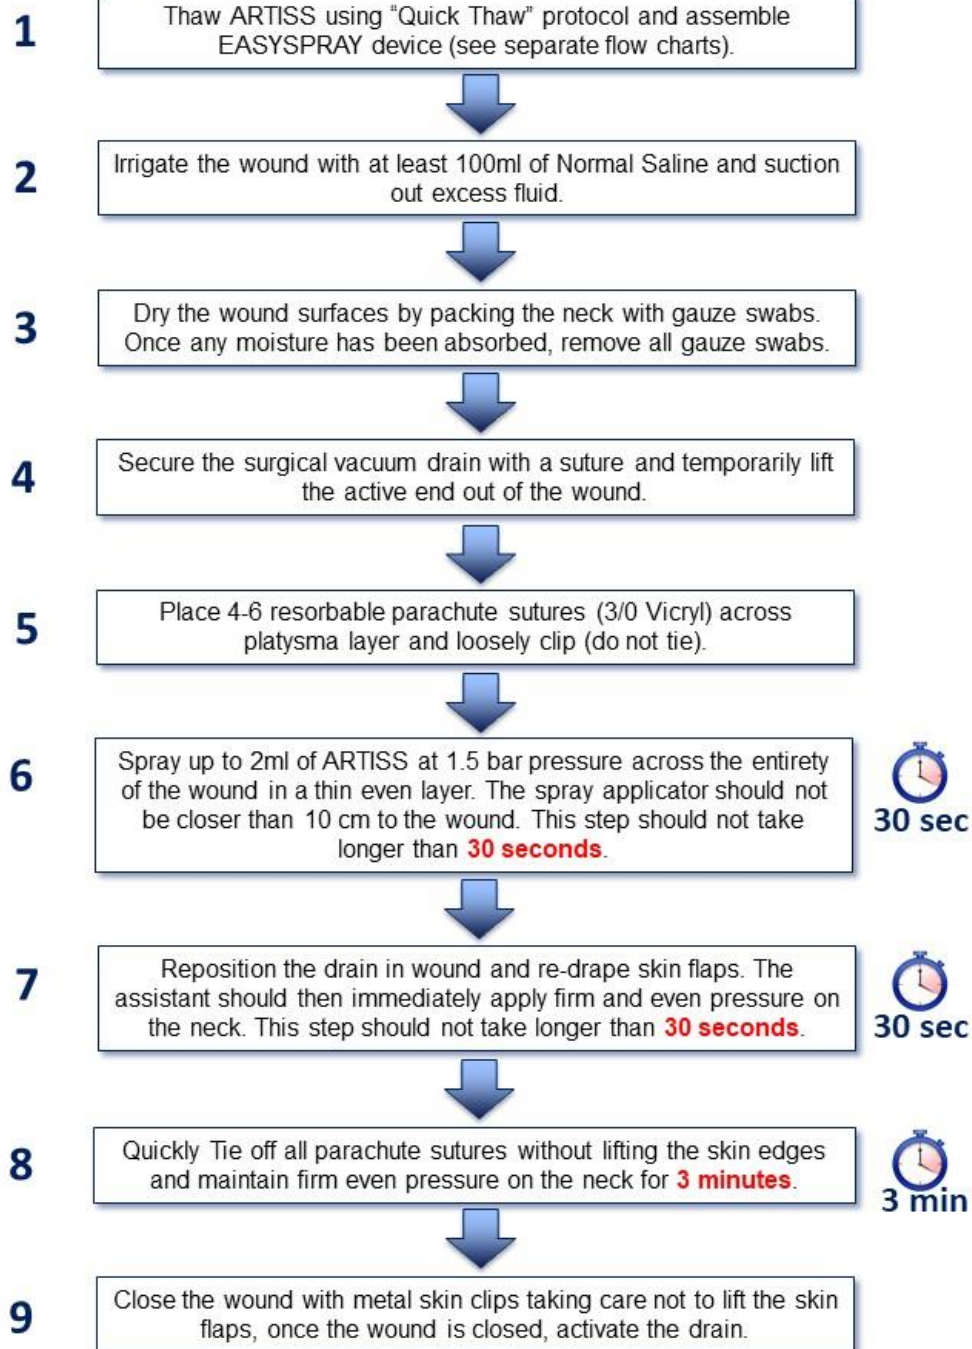 1
Thaw ARTISS using “Quick Thaw” protocol and assemble
EASYSPRAY device (see separate flow charts).
2
Irrigate the wound with at least 100ml of Normal Saline and suction
out excess fluid.
3
Dry the wound surfaces by packing the neck with gauze swabs.
Once any moisture has been absorbed, remove all gauze swabs.
4
Secure the surgical vacuum drain with a suture and temporarily lift
the active end out of the wound.
5
Place 4-6 resorbable parachute sutures (3/0 Vicryl) across
platysma layer and loosely clip (do not tie).
6
Spray up to 2ml of ARTISS at 1.5 bar pressure across the entirety
of the wound in a thin even layer. The spray applicator should not
be closer than 10 cm to the wound. This step should not take
longer than 30 seconds.
30 sec
7
Reposition the drain in wound and re-drape skin flaps. The
assistant should then immediately apply firm and even pressure on
the neck. This step should not take longer than 30 seconds.
30 sec
8
Quickly Tie off all parachute sutures without lifting the skin edges
and maintain firm even pressure on the neck for 3 minutes.
3 min
9
Close the wound with metal skin clips taking care not to lift the skin
flaps, once the wound is closed, activate the drain.